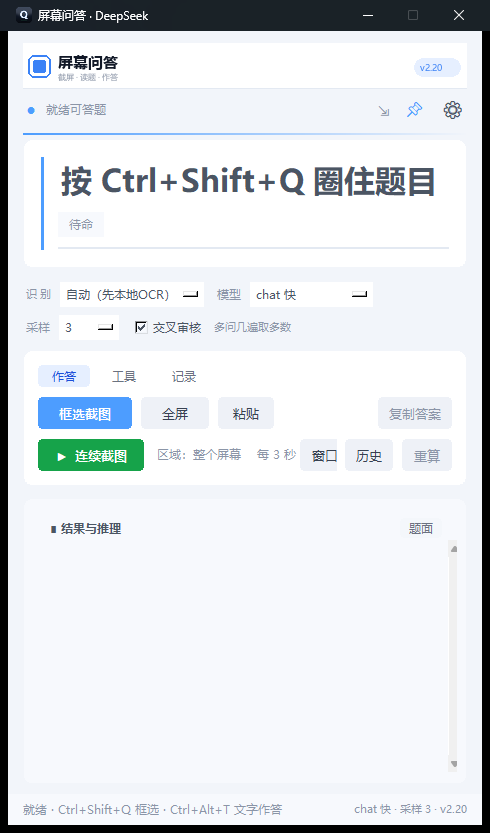 屏幕问答 · DeepSeek
屏幕问答
截屏 · 读题 · 作答
v2.20
就绪可答题
按 Ctrl+Shift+Q 圈住题目
待命
识别 自动（先本地OCR） 模型 chat 快
采样 3 交叉审核 多问几遍取多数
作答 工具 记录
框选截图 全屏 粘贴 复制答案
连续截图 区域：整个屏幕 每 3 秒 窗口 历史 重算
结果与推理 题面
就绪 · Ctrl+Shift+Q 框选 · Ctrl+Alt+T 文字作答 chat 快 · 采样 3 · v2.20